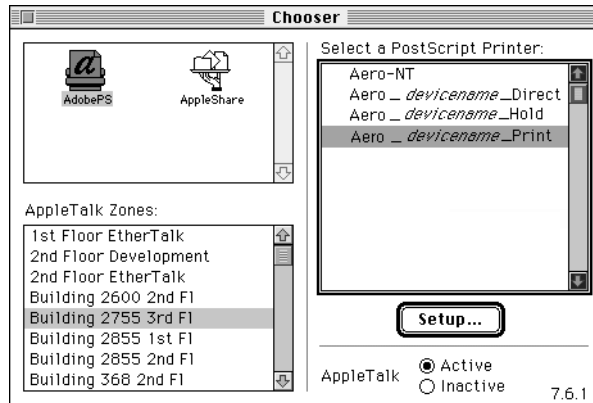 Chooser
AdobePS
AppleShare
AppleTalk Zones:
1st Floor EtherTalk
2nd Floor Development
2nd Floor EtherTalk
Building 2600 2nd Fl
Building 2755 3rd Fl
Building 2855 1st Fl
Building 2855 2nd Fl
Building 368 2nd Fl
Select a PostScript Printer:
Aero-NT
Aero _ devicename _Direct
Aero _ devicename _Hold
Aero _ devicename _Print
Setup...
AppleTalk
Active
Inactive
7.6.1